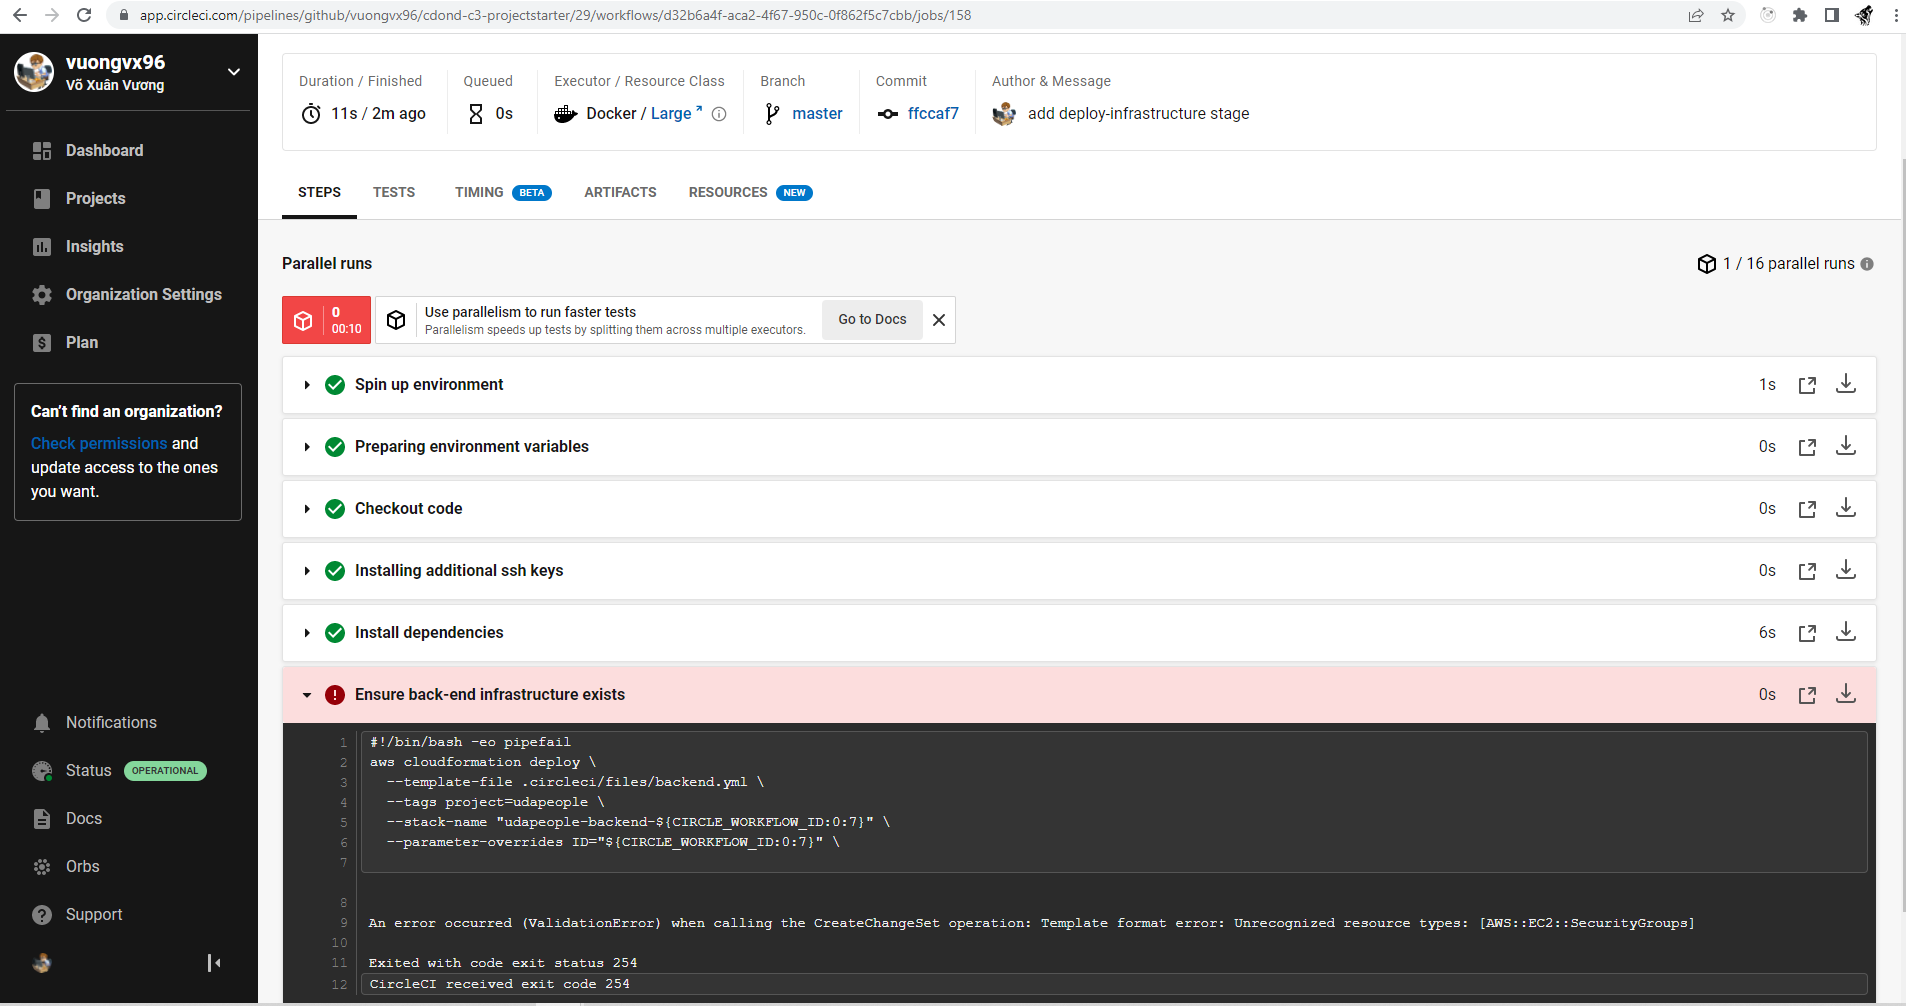 app.circleci.com/pipelines/github/vuongvx96/cdond-c3-projectstarter/29/workflows/d32b6a4f-aca2-4f67-950c-0f862f5c7cbb/jobs/158
vuongvx96
Võ Xuân Vương
Dashboard
Projects
Insights
Organization Settings
Plan
Can't find an organization?
Check permissions and
update access to the ones
you want.
Notifications
Status OPERATIONAL
Docs
Orbs
Support
Duration / Finished
11s / 2m ago
Queued
0s
Executor / Resource Class
Docker / Large
Branch
master
Commit
ffccaf7
Author & Message
add deploy-infrastructure stage
STEPS TESTS TIMING BETA ARTIFACTS RESOURCES NEW
Parallel runs
1 / 16 parallel runs
0
00:10
Use parallelism to run faster tests
Parallelism speeds up tests by splitting them across multiple executors.
Go to Docs
Spin up environment 1s
Preparing environment variables 0s
Checkout code 0s
Installing additional ssh keys 0s
Install dependencies 6s
Ensure back-end infrastructure exists 0s
1 #!/bin/bash -eo pipefail
2 aws cloudformation deploy \
3 --template-file .circleci/files/backend.yml \
4 --tags project=udapeople \
5 --stack-name "udapeople-backend-${CIRCLE_WORKFLOW_ID:0:7}" \
6 --parameter-overrides ID="${CIRCLE_WORKFLOW_ID:0:7}" \
7
8
9 An error occurred (ValidationError) when calling the CreateChangeSet operation: Template format error: Unrecognized resource types: [AWS::EC2::SecurityGroups]
10
11 Exited with code exit status 254
12 CircleCI received exit code 254